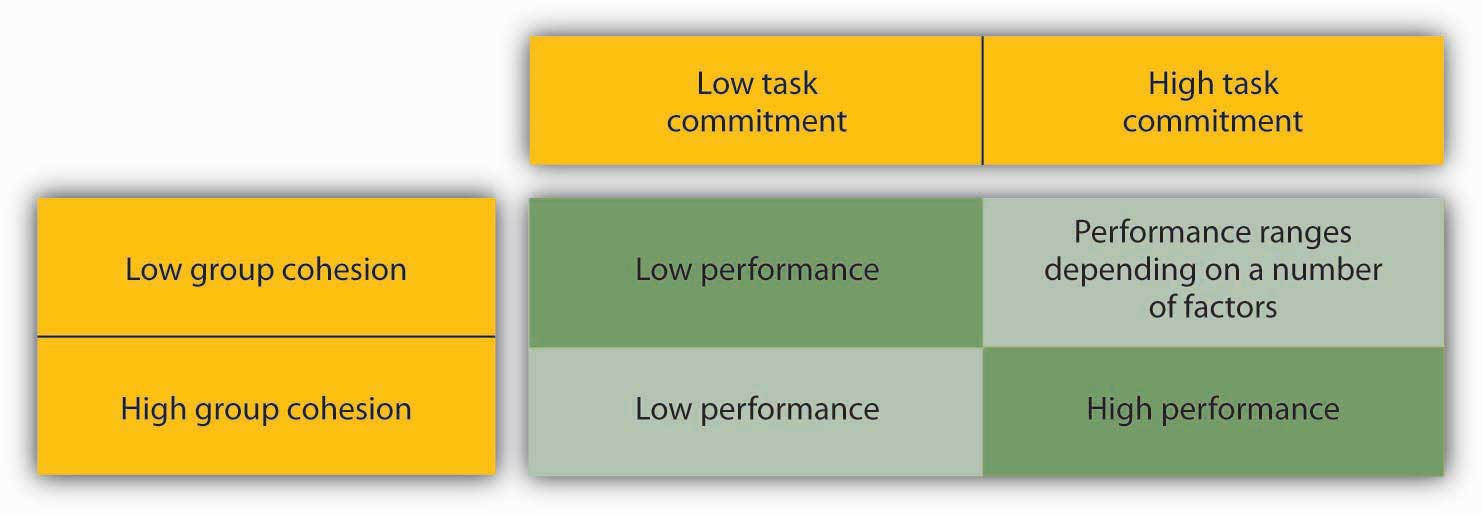 Low task
commitment
High task
commitment
Low group cohesion
Low performance
Performance ranges
depending on a number
of factors
High group cohesion
Low performance
High performance